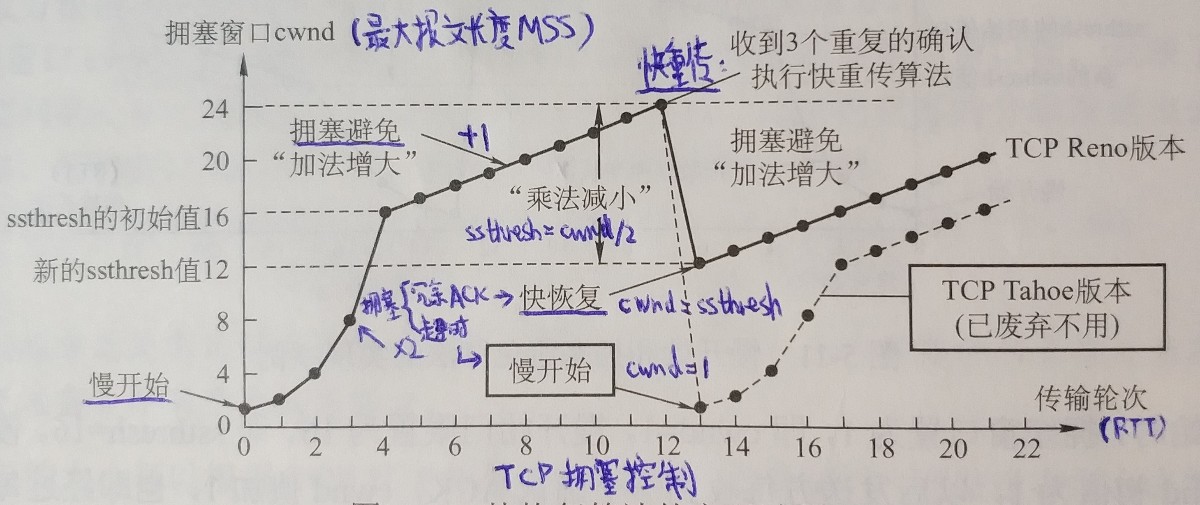 拥塞窗口cwnd (最大报文长度MSS)
快重传:
收到3个重复的确认
执行快重传算法
24
拥塞避免
“加法增大”
+1
拥塞避免
“加法增大”
TCP Reno版本
20
“乘法减小”
ssthresh=cwnd/2
ssthresh的初始值16
新的ssthresh值12
拥塞
冗余ACK→
快恢复
cwnd=ssthresh
超时
×2
TCP Tahoe版本
(已废弃不用)
8
4
慢开始
慢开始
cwnd=1
传输轮次
(RTT)
0
0 2 4 6 8 10 12 14 16 18 20 22
TCP拥塞控制